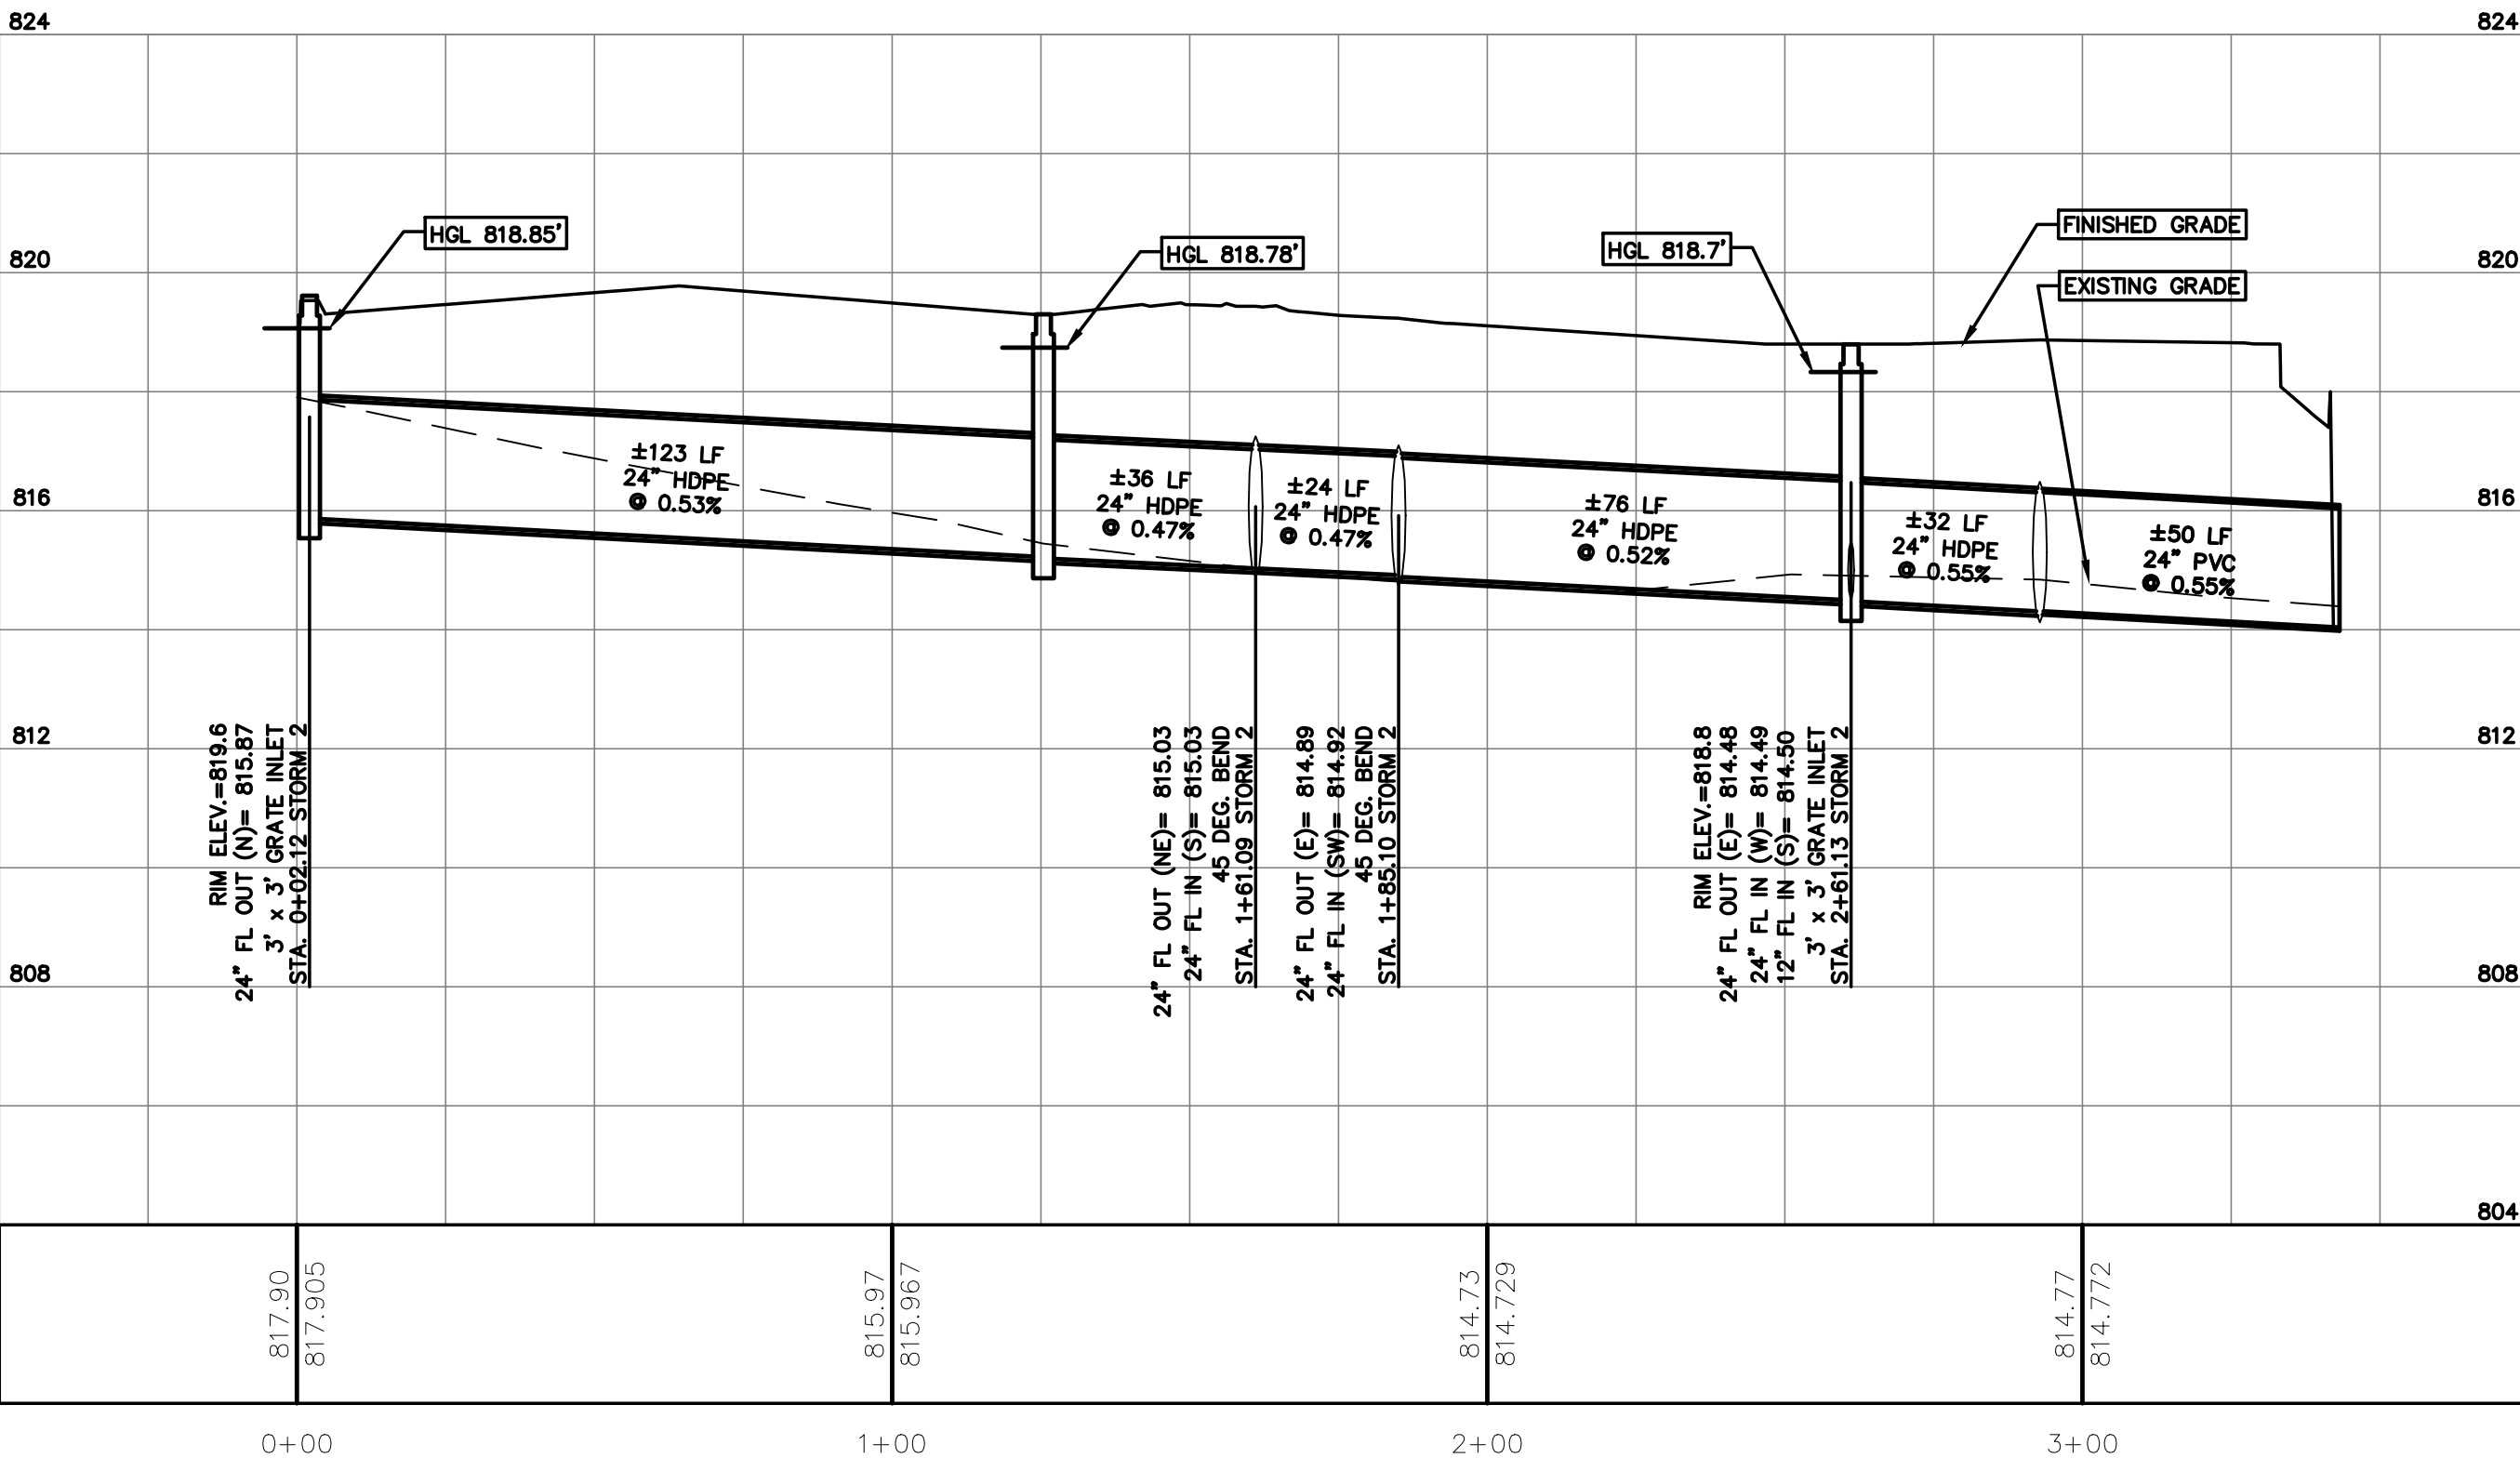 824
824
HGL 818.85'
HGL 818.78'
HGL 818.7'
FINISHED GRADE
820
820
EXISTING GRADE
±123 LF
24" HDPE
@ 0.53%
±36 LF
24" HDPE
@ 0.47%
±24 LF
24" HDPE
@ 0.47%
±76 LF
24" HDPE
@ 0.52%
±32 LF
24" HDPE
@ 0.55%
±50 LF
24" PVC
@ 0.55%
816
816
812
812
RIM ELEV.=819.6
24" FL OUT (N)= 815.87
3' x 3' GRATE INLET
STA. 0+02.12 STORM 2
24" FL OUT (NE)= 815.03
24" FL IN (S)= 815.03
45 DEG. BEND
STA. 1+61.09 STORM 2
24" FL OUT (E)= 814.89
24" FL IN (SW)= 814.92
45 DEG. BEND
STA. 1+85.10 STORM 2
RIM ELEV.=818.8
24" FL OUT (E)= 814.48
24" FL IN (W)= 814.49
12" FL IN (S)= 814.50
3' x 3' GRATE INLET
STA. 2+61.13 STORM 2
808
808
804
817.90
817.905
815.97
815.967
814.73
814.729
814.77
814.772
0+00
1+00
2+00
3+00